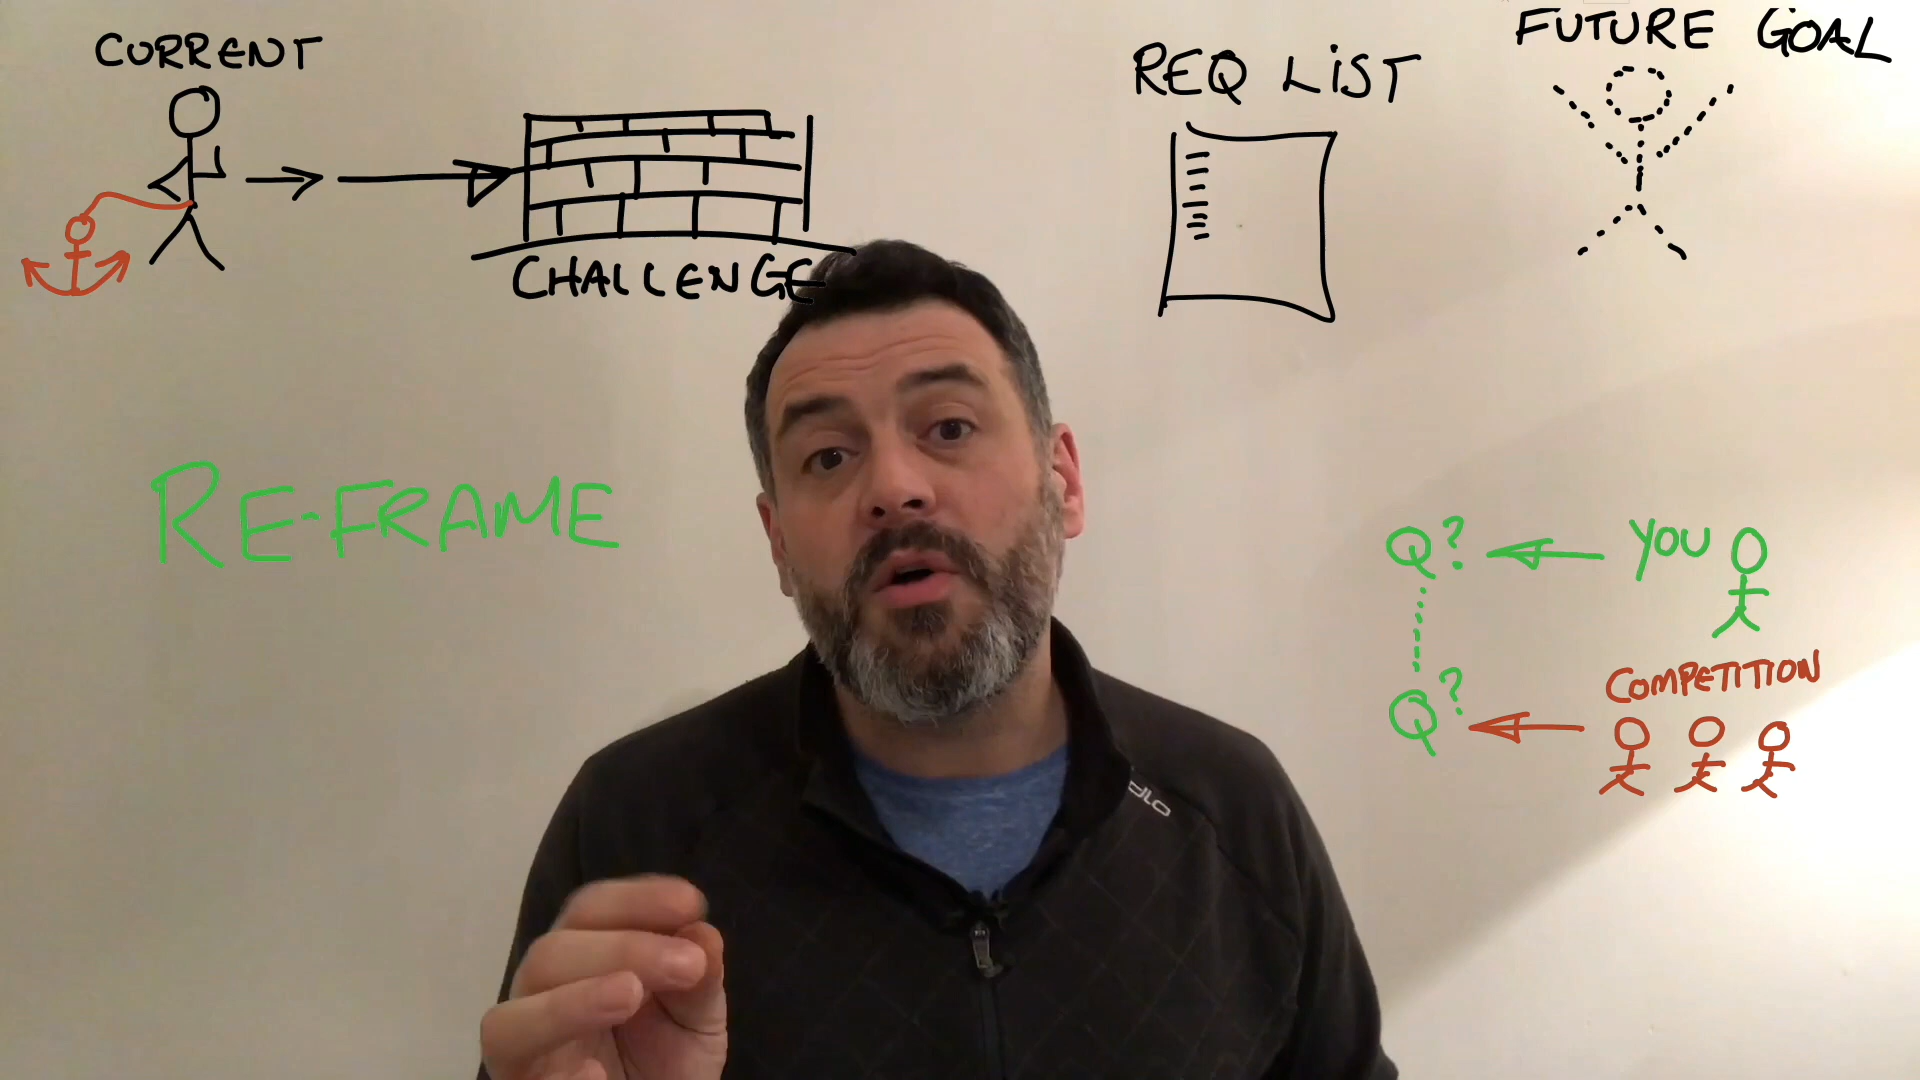 CURRENT
REQ LIST
FUTURE GOAL
CHALLENGE
RE-FRAME
Q? YOU
COMPETITION
Q?